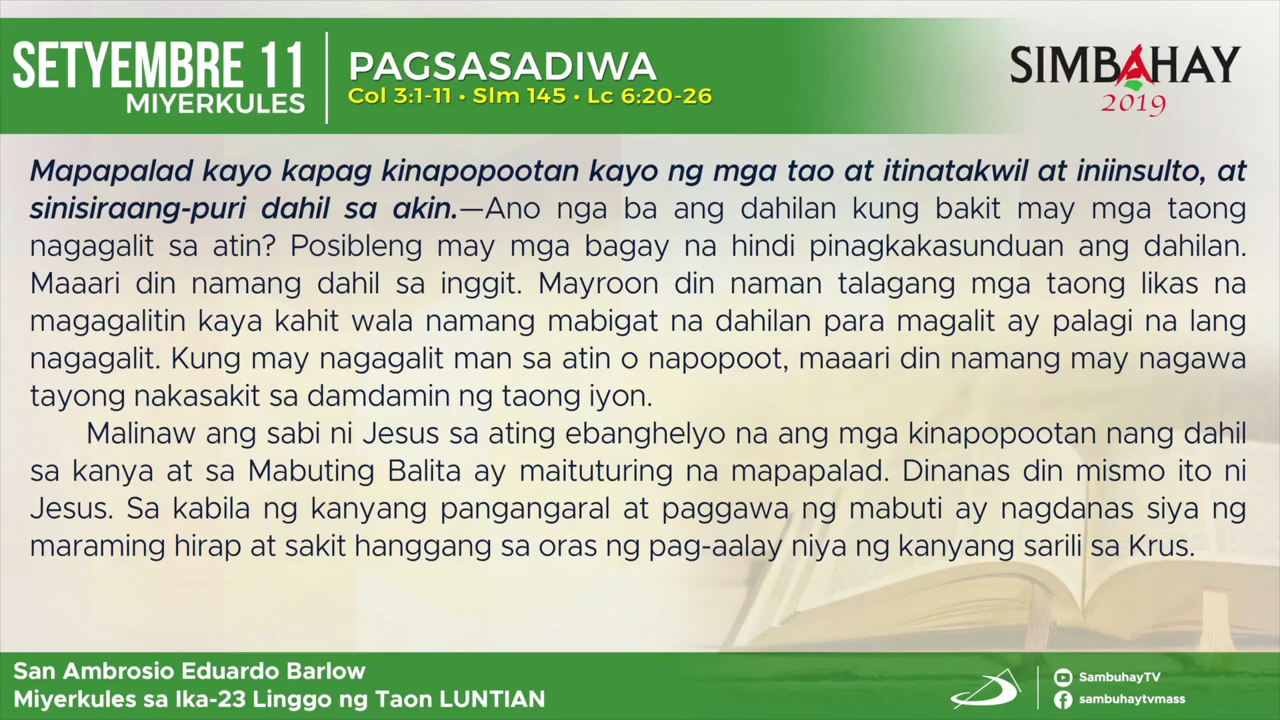 SETYEMBRE 11
MIYERKULES
PAGSASADIWA
Col 3:1-11 • Slm 145 • Lc 6:20-26
SIMBAHAY
2019
Mapapalad kayo kapag kinapopootan kayo ng mga tao at itinatakwil at iniinsulto, at
sinisiraang-puri dahil sa akin.—Ano nga ba ang dahilan kung bakit may mga taong
nagagalit sa atin? Posibleng may mga bagay na hindi pinagkakasunduan ang dahilan.
Maaari din namang dahil sa inggit. Mayroon din naman talagang mga taong likas na
magagalitin kaya kahit wala namang mabigat na dahilan para magalit ay palagi na lang
nagagalit. Kung may nagagalit man sa atin o napopoot, maaari din namang may nagawa
tayong nakasakit sa damdamin ng taong iyon.
Malinaw ang sabi ni Jesus sa ating ebanghelyo na ang mga kinapopootan nang dahil
sa kanya at sa Mabuting Balita ay maituturing na mapapalad. Dinanas din mismo ito ni
Jesus. Sa kabila ng kanyang pangangaral at paggawa ng mabuti ay nagdanas siya ng
maraming hirap at sakit hanggang sa oras ng pag-aalay niya ng kanyang sarili sa Krus.
San Ambrosio Eduardo Barlow
Miyerkules sa Ika-23 Linggo ng Taon LUNTIAN
SambuhayTV
sambuhaytvmass